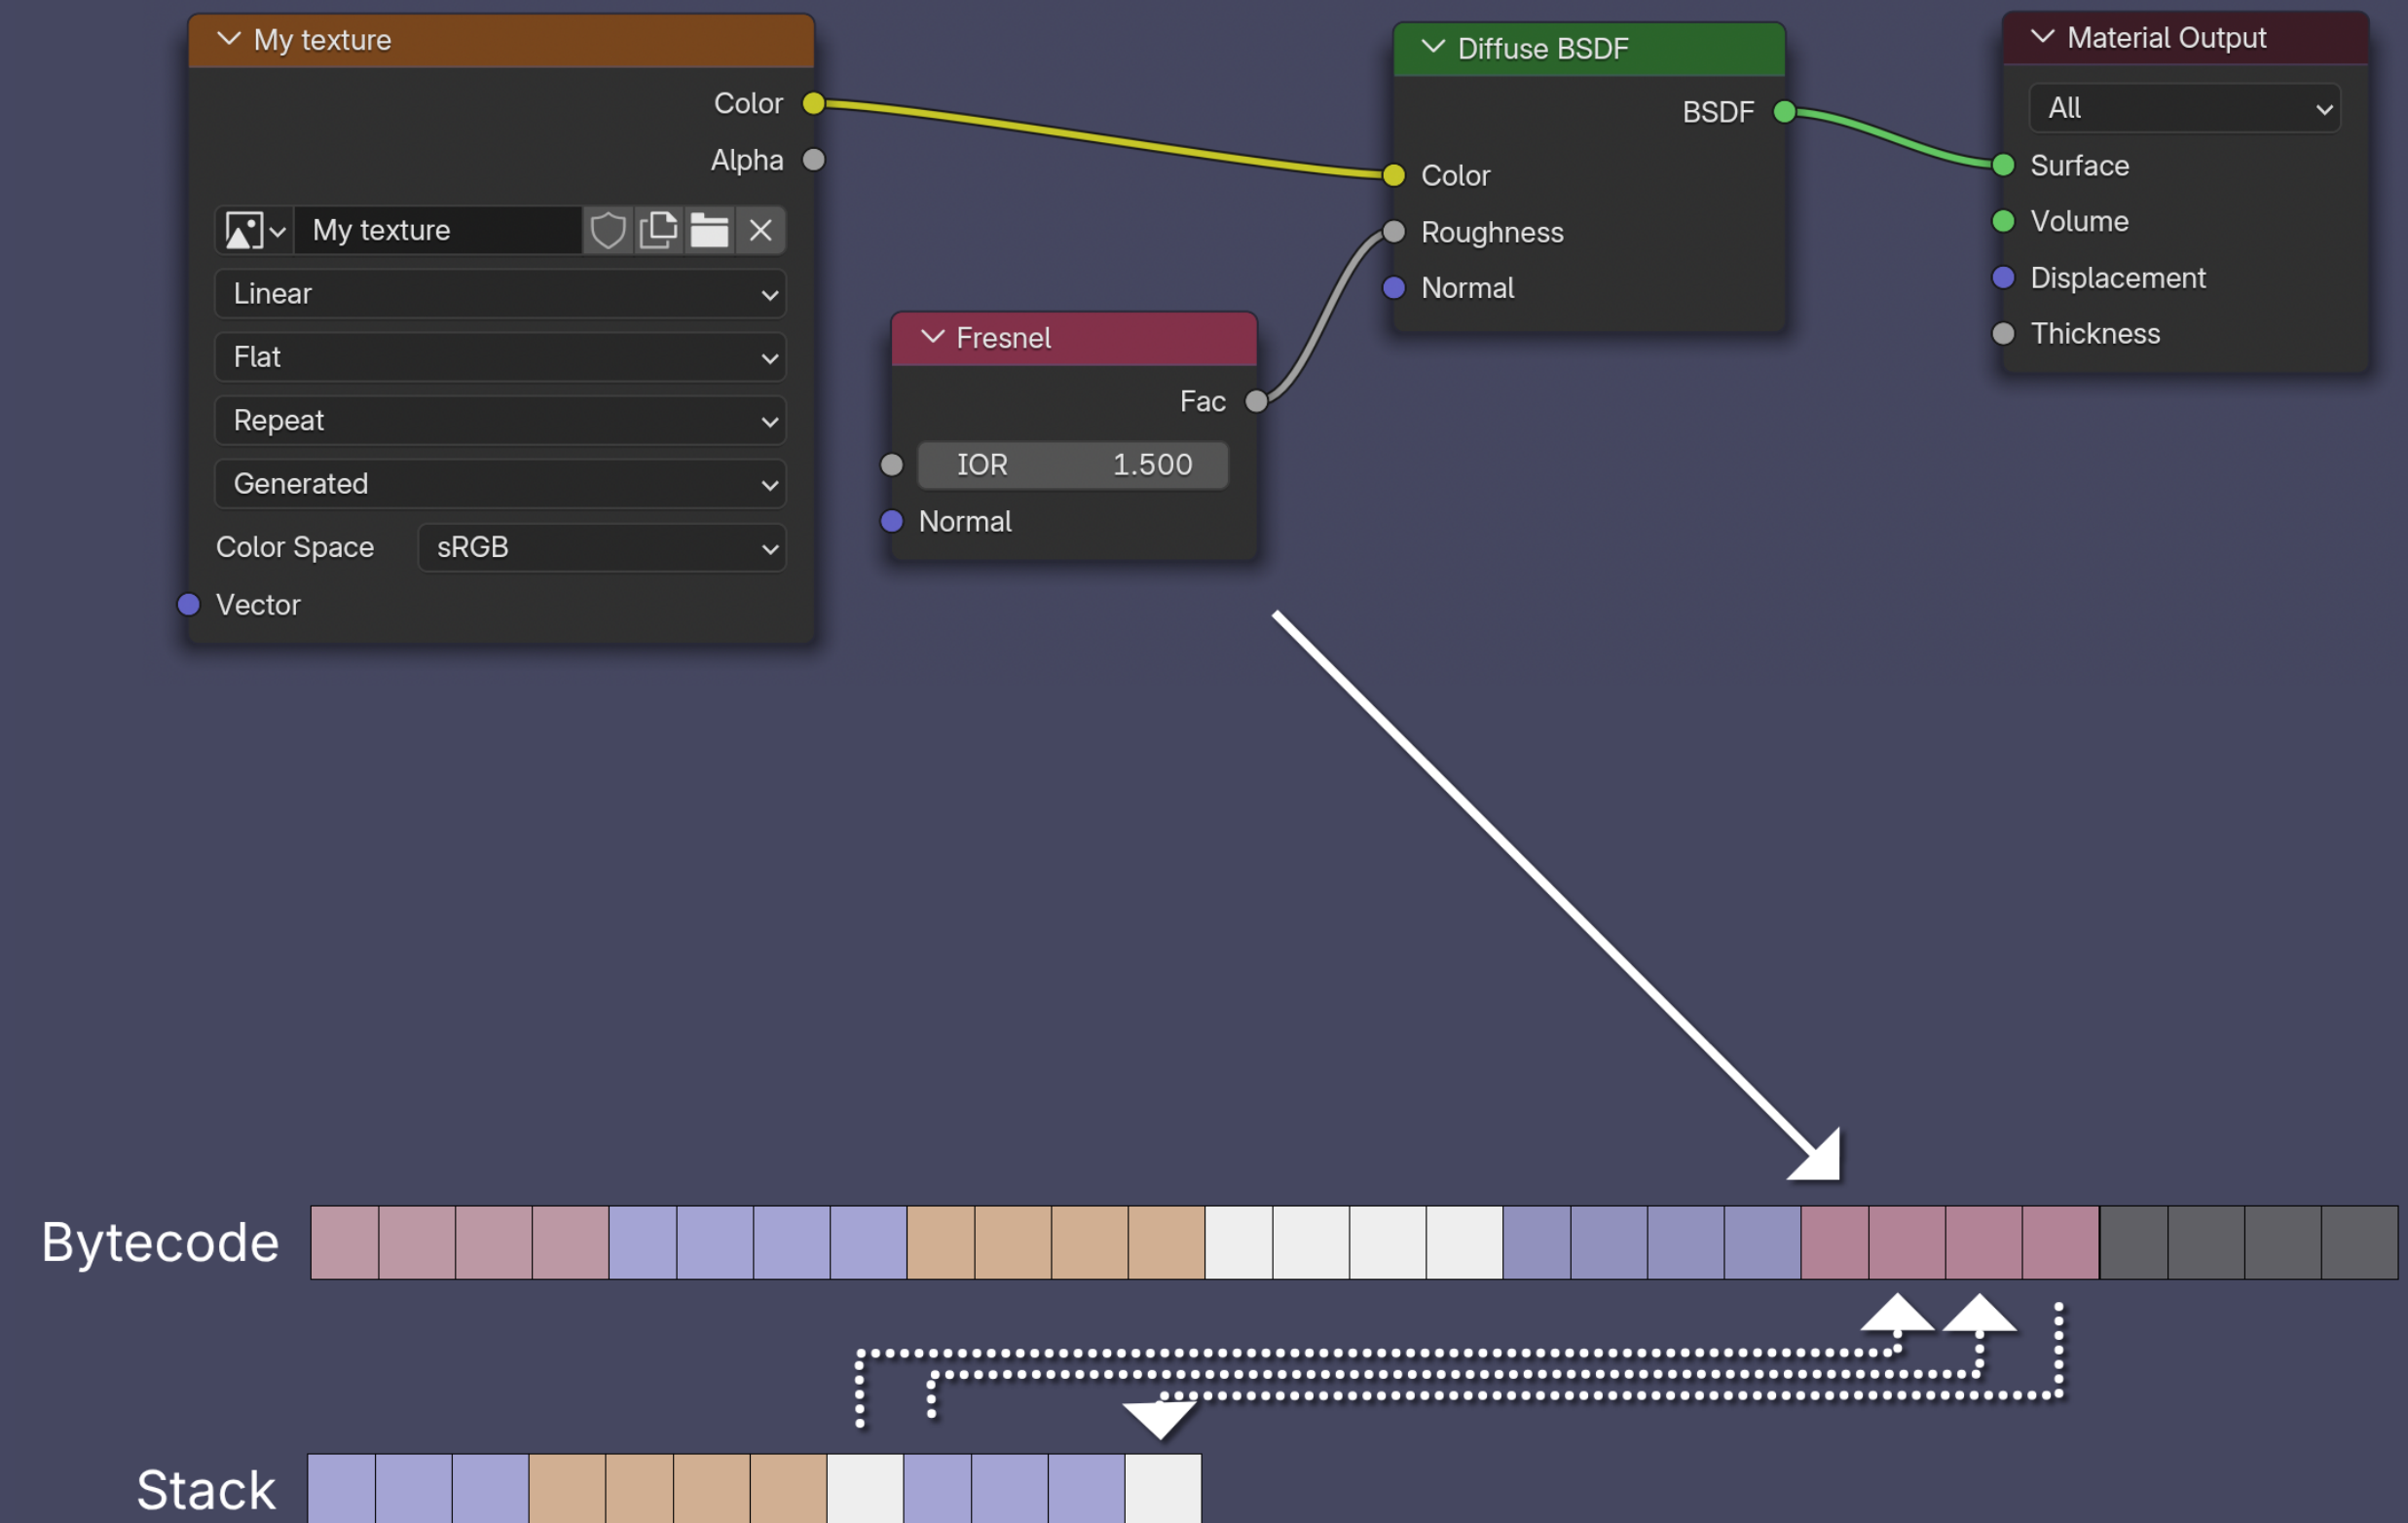 My texture
Color
Alpha
My texture
Linear
Flat
Repeat
Generated
Color Space sRGB
Vector
Fresnel
Fac
IOR 1.500
Normal
Diffuse BSDF
BSDF
Color
Roughness
Normal
Material Output
All
Surface
Volume
Displacement
Thickness
Bytecode
Stack